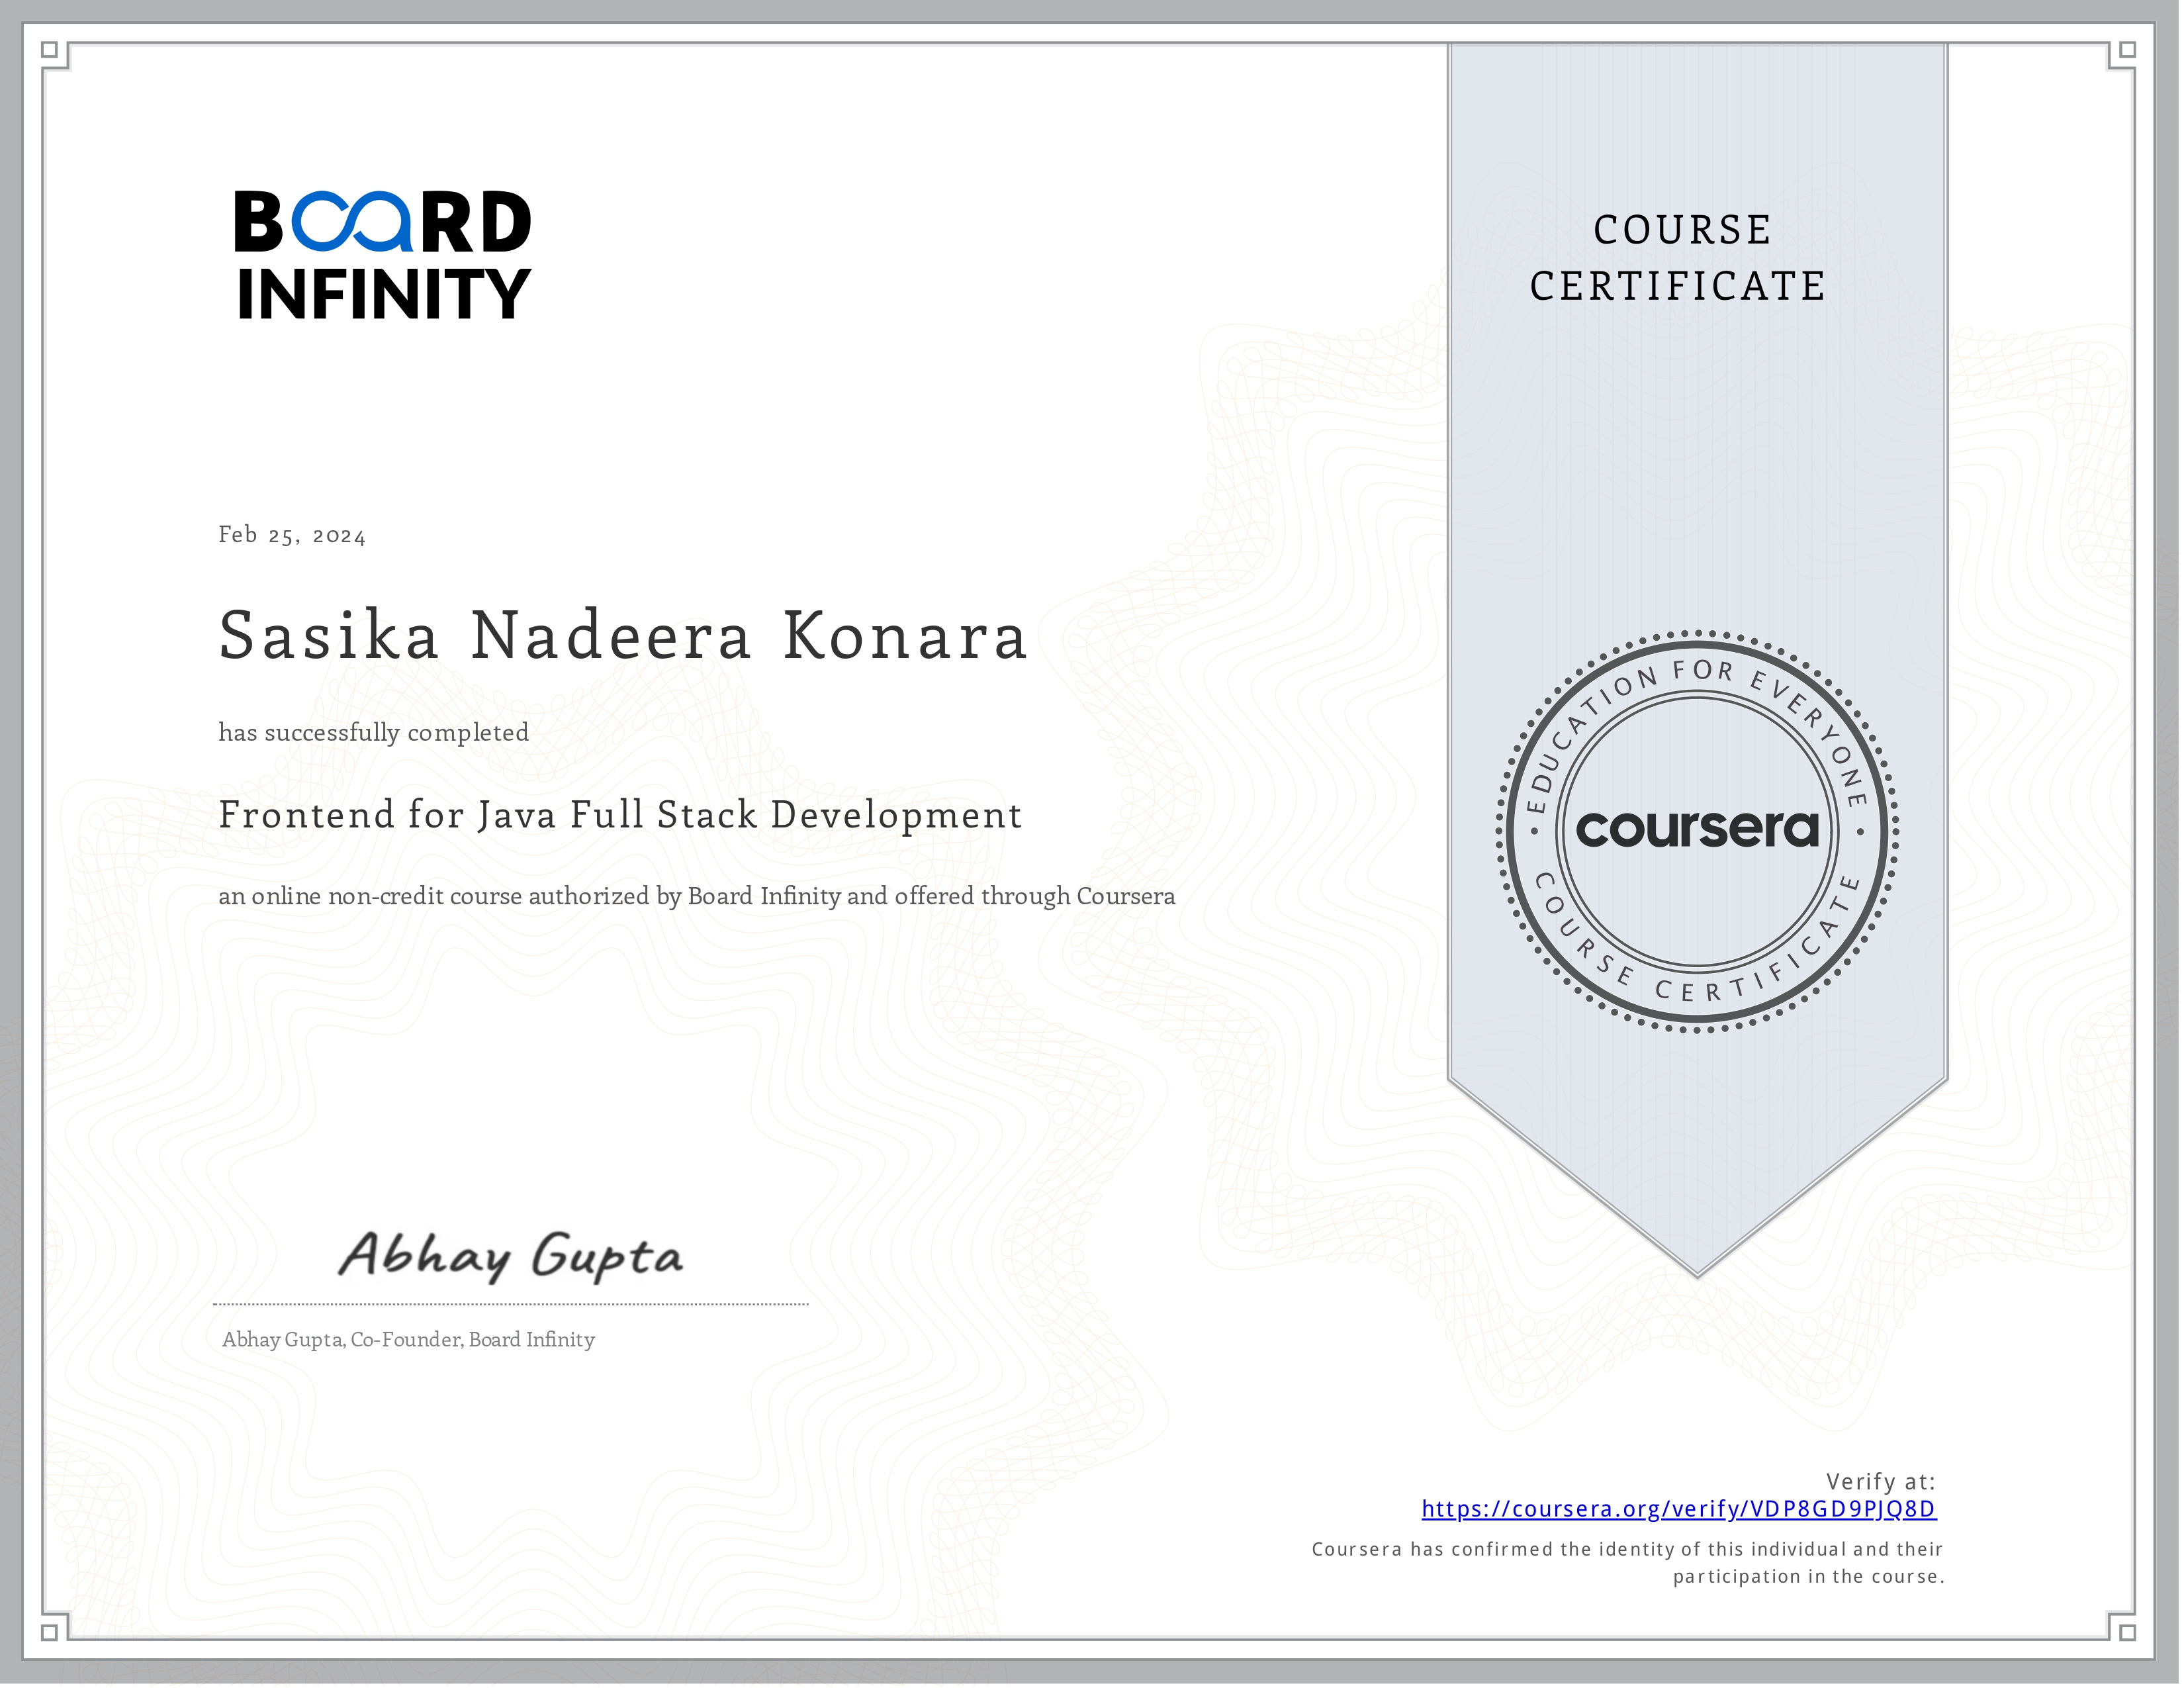 BOARD
INFINITY
COURSE
CERTIFICATE
Feb 25, 2024
Sasika Nadeera Konara
has successfully completed
Frontend for Java Full Stack Development
an online non-credit course authorized by Board Infinity and offered through Coursera
EDUCATION FOR EVERYONE
coursera
COURSE CERTIFICATE
Abhay Gupta
Abhay Gupta, Co-Founder, Board Infinity
Verify at:
https://coursera.org/verify/VDP8GD9PJQ8D
Coursera has confirmed the identity of this individual and their
participation in the course.